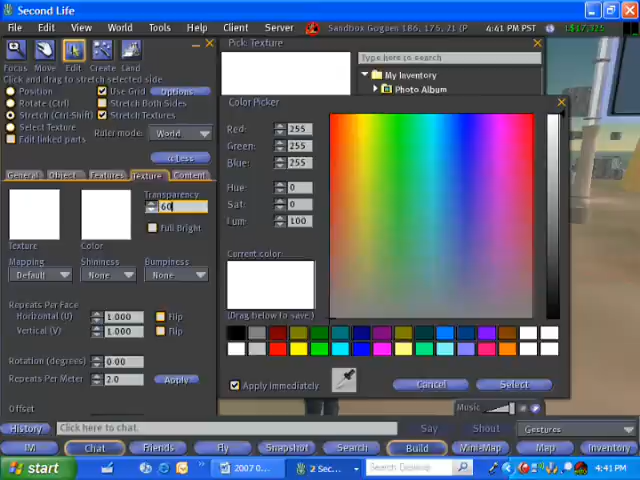 Second Life
File Edit View World Tools Help Client Server Sandbox Goguen 186, 175, 21 (P 4:41 PM PST L$17,925
Focus Move Edit Create Land
Click and drag to stretch selected side
Position
Rotate (Ctrl)
Stretch (Ctrl-Shift)
Select Texture
Edit linked parts
Use Grid Options...
Stretch Both Sides
Stretch Textures
Ruler mode: World
« Less
General Object Features Texture Content
Transparency
60
Full Bright
Texture Color
Mapping Shininess Bumpiness
Default None None
Repeats Per Face
Horizontal (U) 1.000 Flip
Vertical (V) 1.000 Flip
Rotation (degrees) 0.00
Repeats Per Meter 2.0 Apply
Offset
Pick: Texture
Type here to search
My Inventory
Photo Album
Color Picker
Red: 255
Green: 255
Blue: 255
Hue: 0
Sat: 0
Lum: 100
Current color:
(Drag below to save.)
Apply Immediately
Cancel Select
Music
History Click here to chat. Say Shout Gestures
IM Chat Friends Fly Snapshot Search Build Mini-Map Map Inventory
start 2007 0... 2 Sec... Search Desktop 4:41 PM